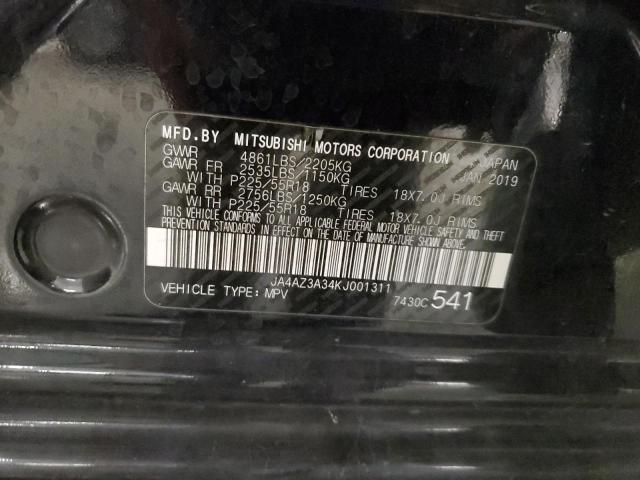 MFD.BY MITSUBISHI MOTORS CORPORATION JAPAN
GVWR 4861LBS/2205KG JAN 2019
GAWR FR 2535LBS/1150KG
WITH P225/55R18 TIRES 18X7.0J RIMS
GAWR RR 2756LBS/1250KG
WITH P225/55R18 TIRES 18X7.0J RIMS
THIS VEHICLE CONFORMS TO ALL APPLICABLE FEDERAL MOTOR VEHICLE SAFETY AND THEFT
PREVENTION STANDARDS IN EFFECT ON THE DATE OF MANUFACTURE SHOWN ABOVE.
JA4AZ3A34KJ001311
VEHICLE TYPE:MPV 7430C 541